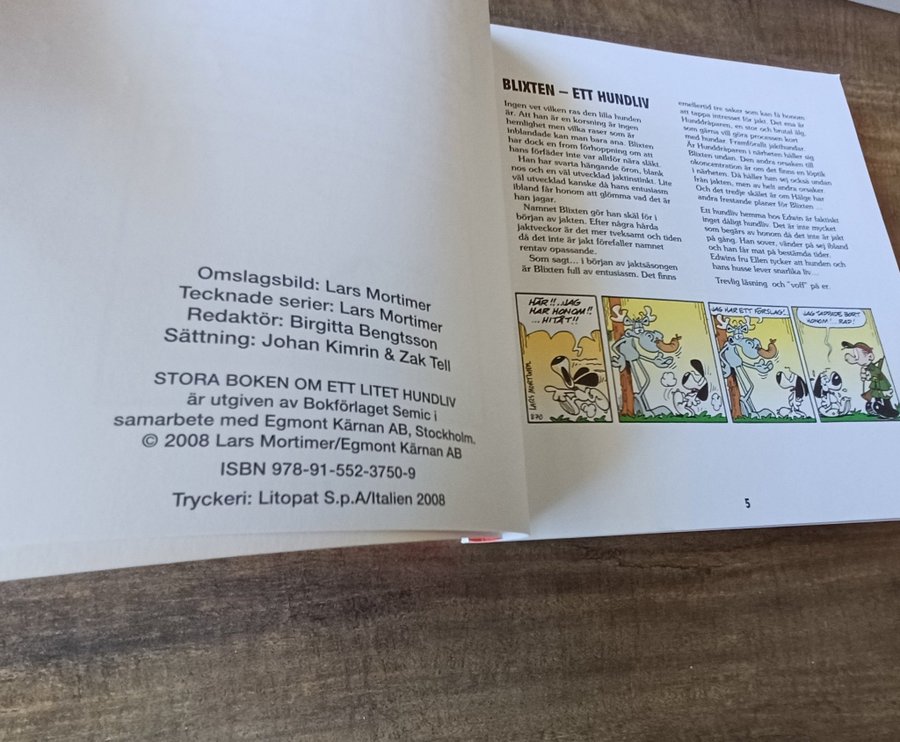 Omslagsbild: Lars Mortimer
Tecknade serier: Lars Mortimer
Redaktör: Birgitta Bengtsson
Sättning: Johan Kimrin & Zak Tell
STORA BOKEN OM ETT LITET HUNDLIV
är utgiven av Bokförlaget Semic i
samarbete med Egmont Kärnan AB, Stockholm.
© 2008 Lars Mortimer/Egmont Kärnan AB
ISBN 978-91-552-3750-9
Tryckeri: Litopat S.p.A/Italien 2008
BLIXTEN – ETT HUNDLIV
Ingen vet vilken ras den lilla hunden
är. Att han är en korsning är ingen
hemlighet men vilka raser som är
inblandade kan man bara ana. Blixten
har dock en from förhoppning om att
hans förfäder inte var alltför nära släkt.
Han har svarta hängande öron, blank
nos och en väl utvecklad jaktinstinkt. Lite
väl utvecklad kanske då hans entusiasm
ibland får honom att glömma vad det är
han jagar.
Namnet Blixten gör han skäl för i
början av jakten. Efter några hårda
jaktveckor är det mer tveksamt och tiden
då det inte är jakt förefaller namnet
rentav opassande.
Som sagt... i början av jaktsäsongen
är Blixten full av entusiasm. Det finns
emellertid tre saker som kan få honom
att tappa intresset för jakt. Det ena är
Hunddräparen, en stor och brutal älg,
som gärna vill göra processen kort
med hundar. Framförallt jakthundar.
Är Hunddräparen i närheten håller sig
Blixten undan. Den andra orsaken till
okoncentration är om det finns en löptik
i närheten. Då håller han sej också undan
från jakten, men av helt andra orsaker.
Och det tredje skälet är om Hälge har
andra frestande planer för Blixten ...
Ett hundliv hemma hos Edwin är faktiskt
inget dåligt hundliv. Det är inte mycket
som begärs av honom då det inte är jakt
på gång. Han sover, vänder på sej ibland
och han får mat på bestämda tider.
Edwins fru Ellen tycker att hunden och
hans husse lever snarlika liv...
Trevlig läsning och "voff" på er.
HÄR!!..JAG
HAR HONOM!!
...HITÅT!!
JAG HAR ETT FÖRSLAG!
JAG TAPPADE BORT
HONOM!...
LARS MORTIMER
5